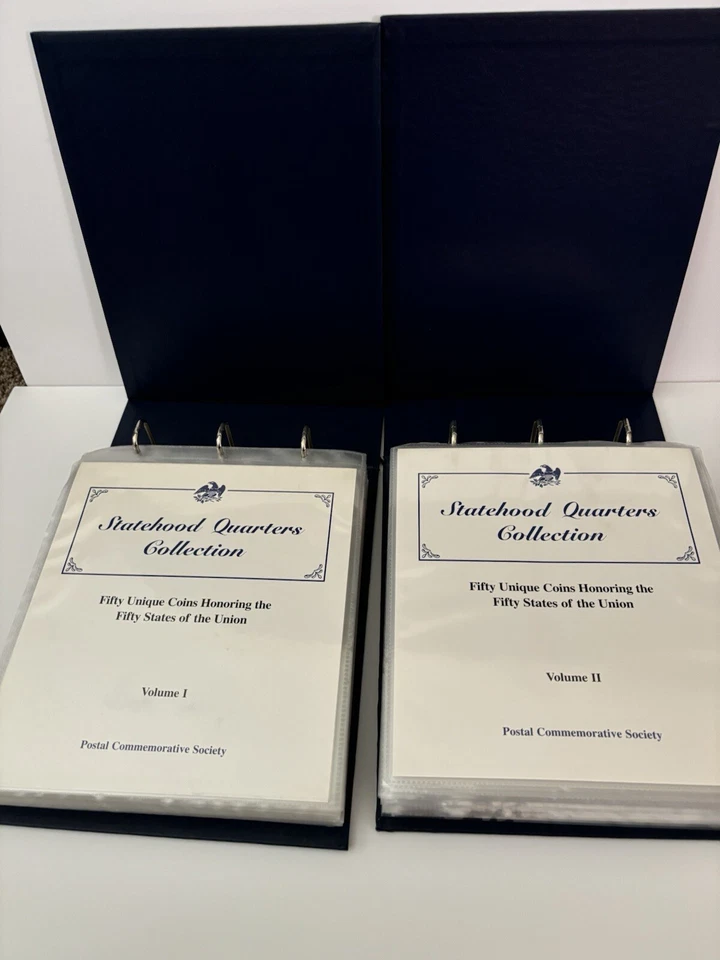 Statehood Quarters
Collection
Fifty Unique Coins Honoring the
Fifty States of the Union
Volume I
Postal Commemorative Society
Statehood Quarters
Collection
Fifty Unique Coins Honoring the
Fifty States of the Union
Volume II
Postal Commemorative Society